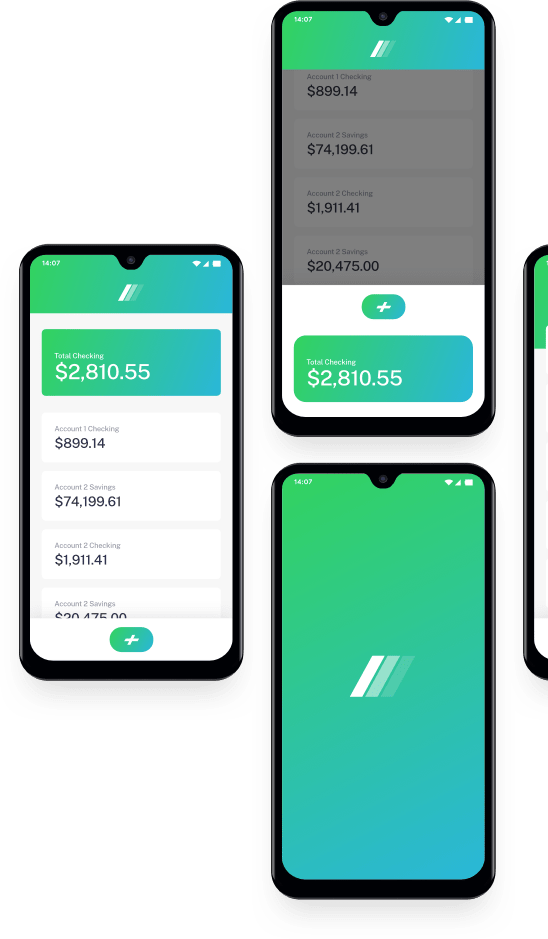 14:07
Account 1 Checking
$899.14
Account 2 Savings
$74,199.61
Account 2 Checking
$1,911.41
Account 2 Savings
$20,475.00
Total Checking
$2,810.55
14:07
Total Checking
$2,810.55
Account 1 Checking
$899.14
Account 2 Savings
$74,199.61
Account 2 Checking
$1,911.41
Account 2 Savings
$20,475.00
14:07